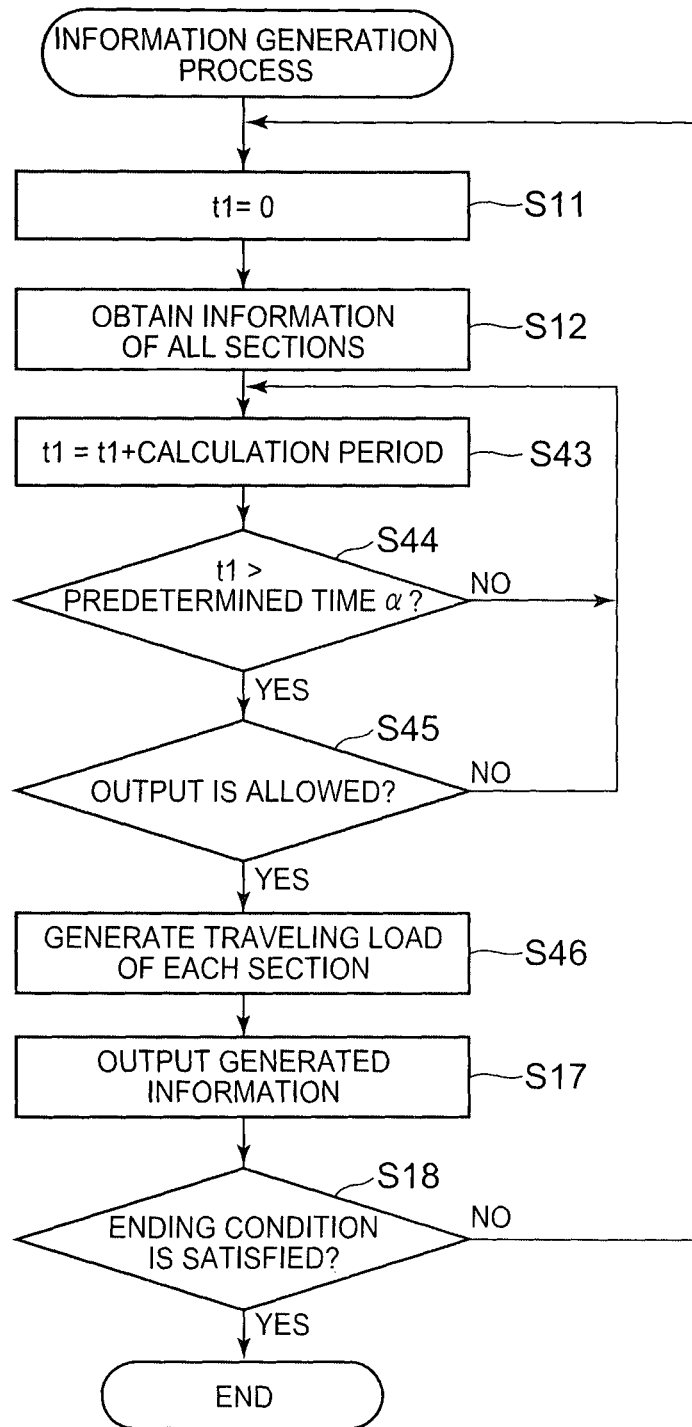 INFORMATION GENERATION
PROCESS
t1= 0
S11
OBTAIN INFORMATION
OF ALL SECTIONS
S12
t1 = t1+CALCULATION PERIOD
S43
S44
t1 >
PREDETERMINED TIME α?
NO
YES
S45
OUTPUT IS ALLOWED?
NO
YES
GENERATE TRAVELING LOAD
OF EACH SECTION
S46
OUTPUT GENERATED
INFORMATION
S17
S18
ENDING CONDITION
IS SATISFIED?
NO
YES
END